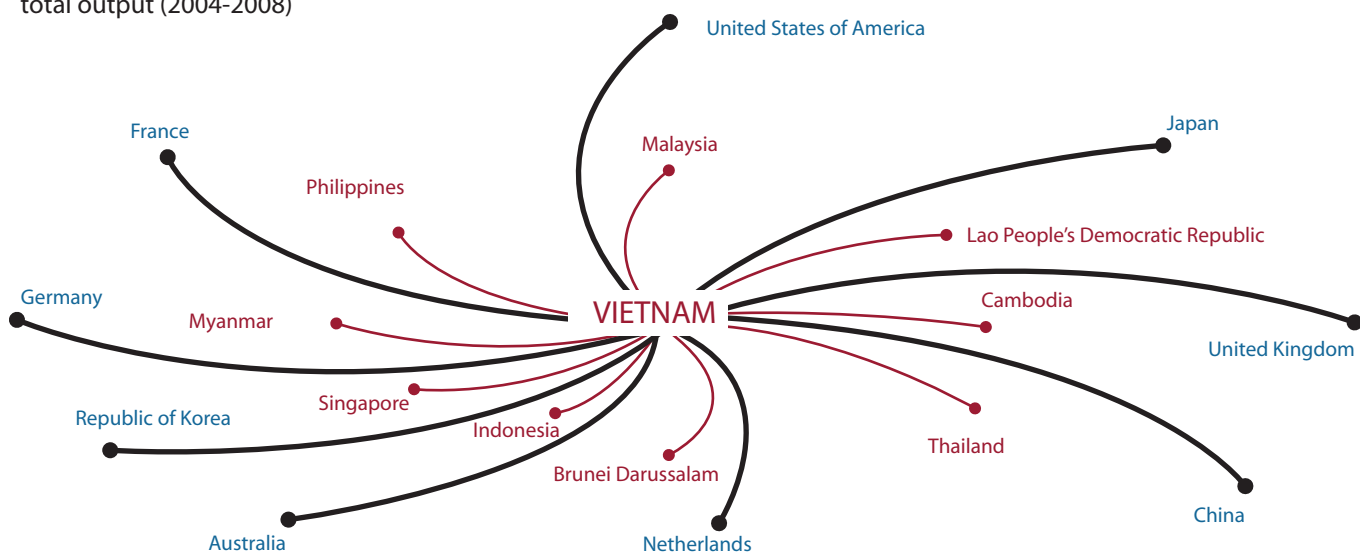 total output (2004-2008)
United States of America
France
Japan
Malaysia
Philippines
Lao People's Democratic Republic
Germany
Cambodia
Myanmar
VIETNAM
United Kingdom
Singapore
Republic of Korea
Indonesia
Thailand
Brunei Darussalam
China
Australia
Netherlands